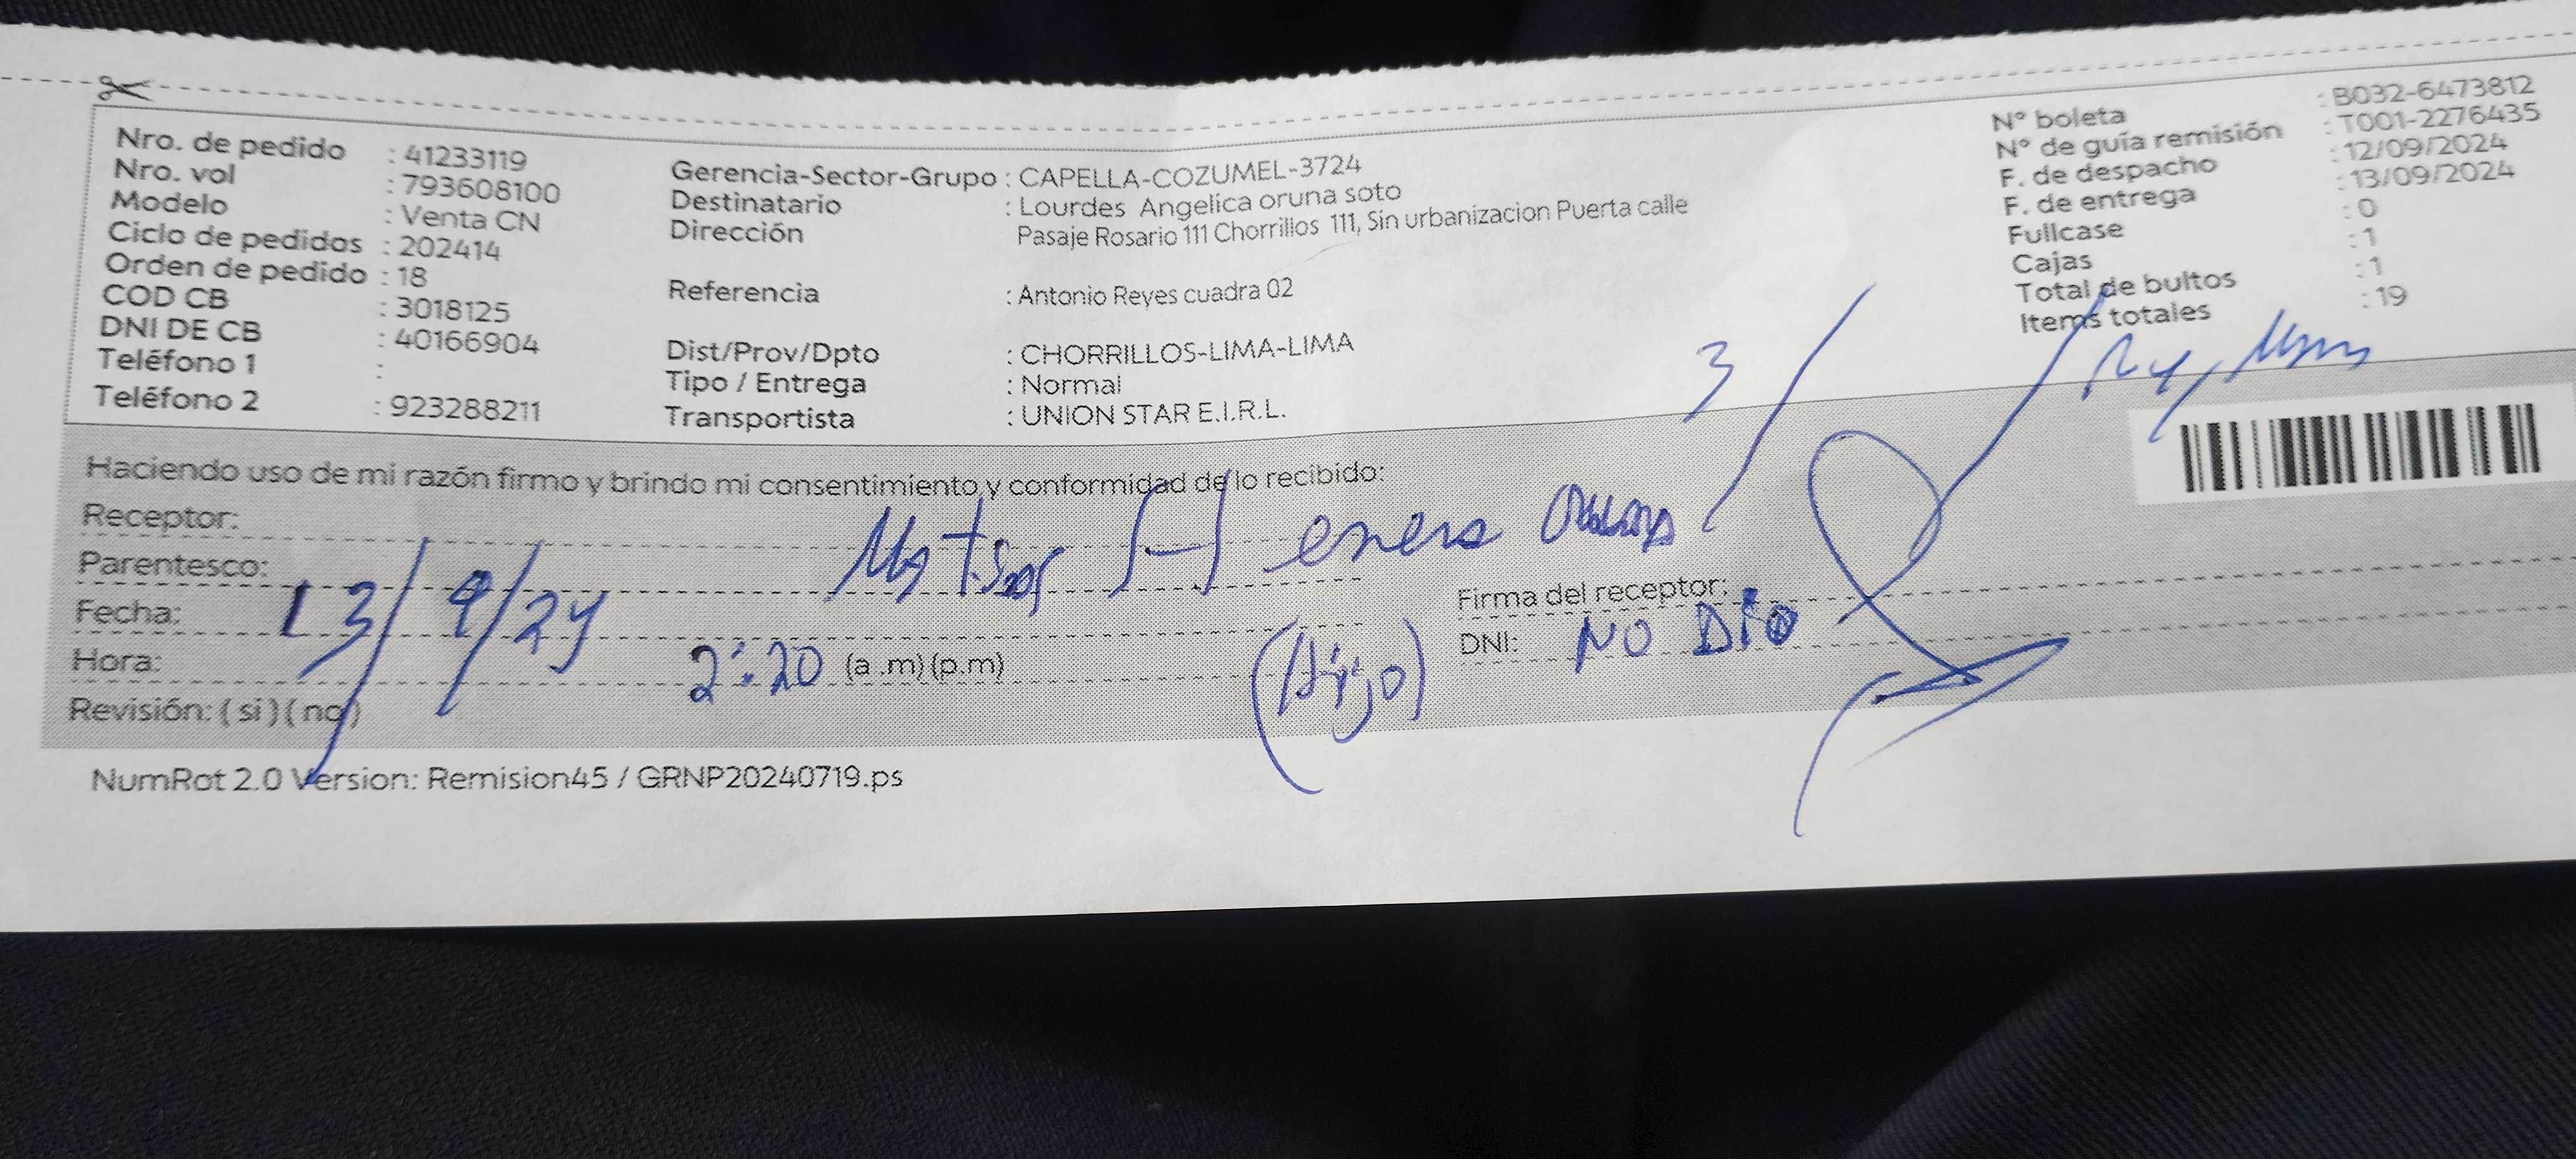 Nro. de pedido : 41233119
Nro. vol : 793608100
Modelo : Venta CN
Ciclo de pedidos : 202414
Orden de pedido : 18
COD CB : 3018125
DNI DE CB : 40166904
Teléfono 1 :
Teléfono 2 : 923288211
Gerencia-Sector-Grupo : CAPELLA-COZUMEL-3724
Destinatario : Lourdes Angelica oruna soto
Dirección : Pasaje Rosario 111 Chorrillos 111, Sin urbanizacion Puerta calle
Referencia : Antonio Reyes cuadra 02
Dist/Prov/Dpto : CHORRILLOS-LIMA-LIMA
Tipo / Entrega : Normal
Transportista : UNION STAR E.I.R.L.
N° boleta : B032-6473812
N° de guía remisión : T001-2276435
F. de despacho : 12/09/2024
F. de entrega : 13/09/2024
Fullcase : 0
Cajas : 1
Total de bultos : 1
Items totales : 19
Haciendo uso de mi razón firmo y brindo mi consentimiento y conformidad de lo recibido:
Receptor:
Parentesco: (Hijo)
Fecha: 13/9/24
Hora: 2:20 (a .m) (p.m)
Revisión: ( si ) ( no )
Firma del receptor:
DNI: NO DIO
NumRot 2.0 Version: Remision45 / GRNP20240719.ps